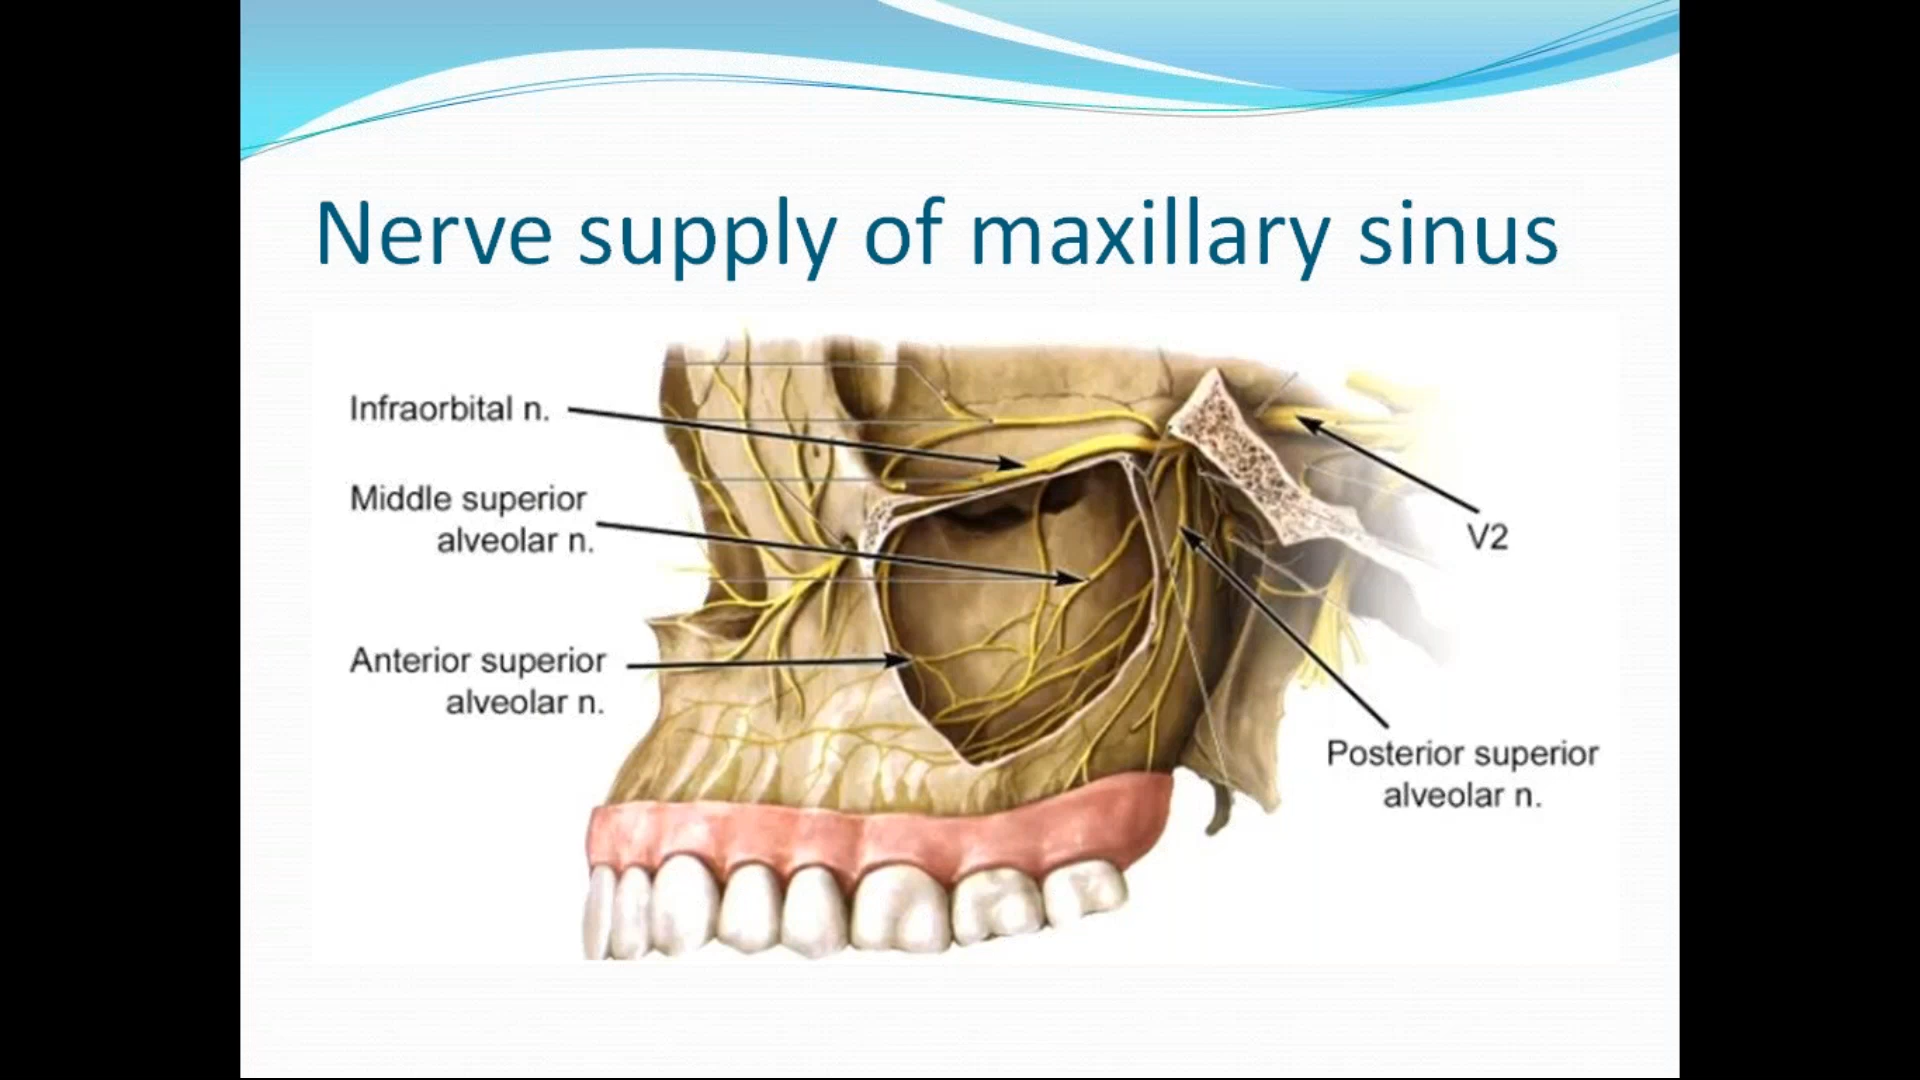 Nerve supply of maxillary sinus
Infraorbital n.
Middle superior
alveolar n.
Anterior superior
alveolar n.
V2
Posterior superior
alveolar n.